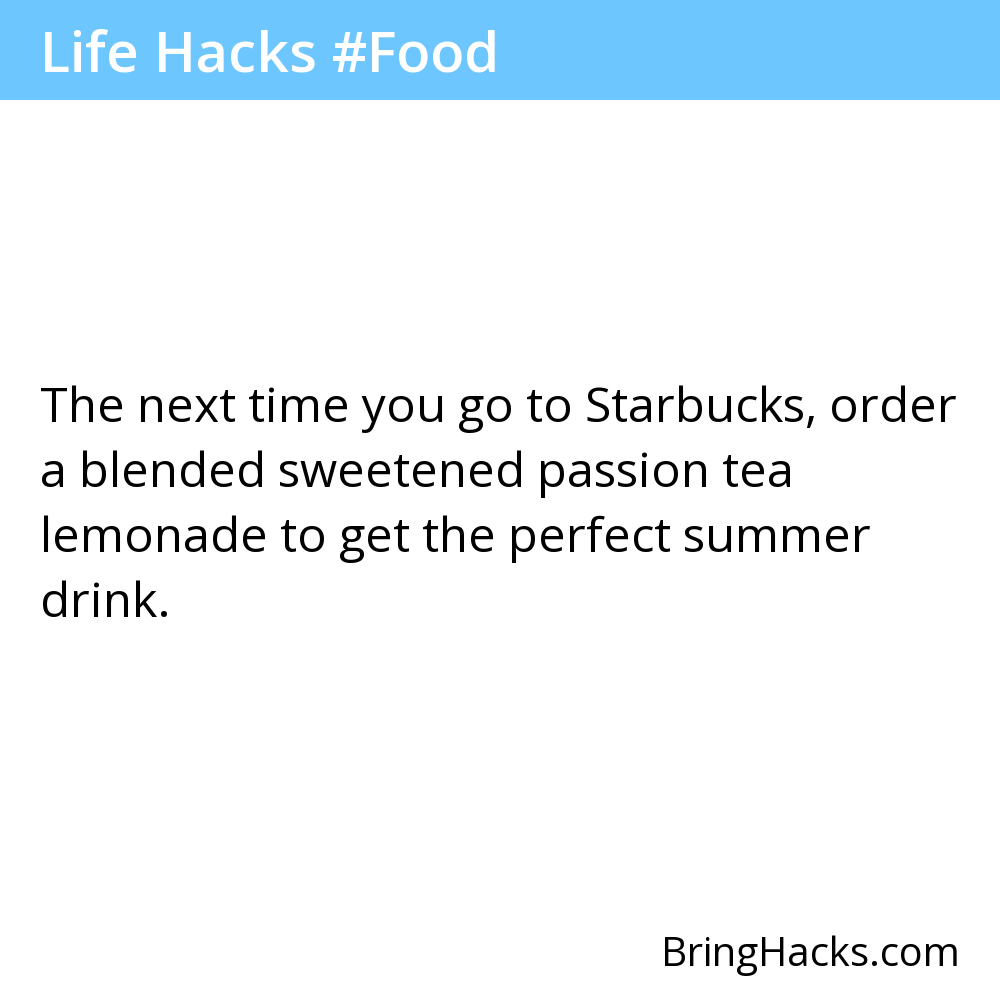 Life Hacks #Food
The next time you go to Starbucks, order
a blended sweetened passion tea
lemonade to get the perfect summer
drink.
BringHacks.com